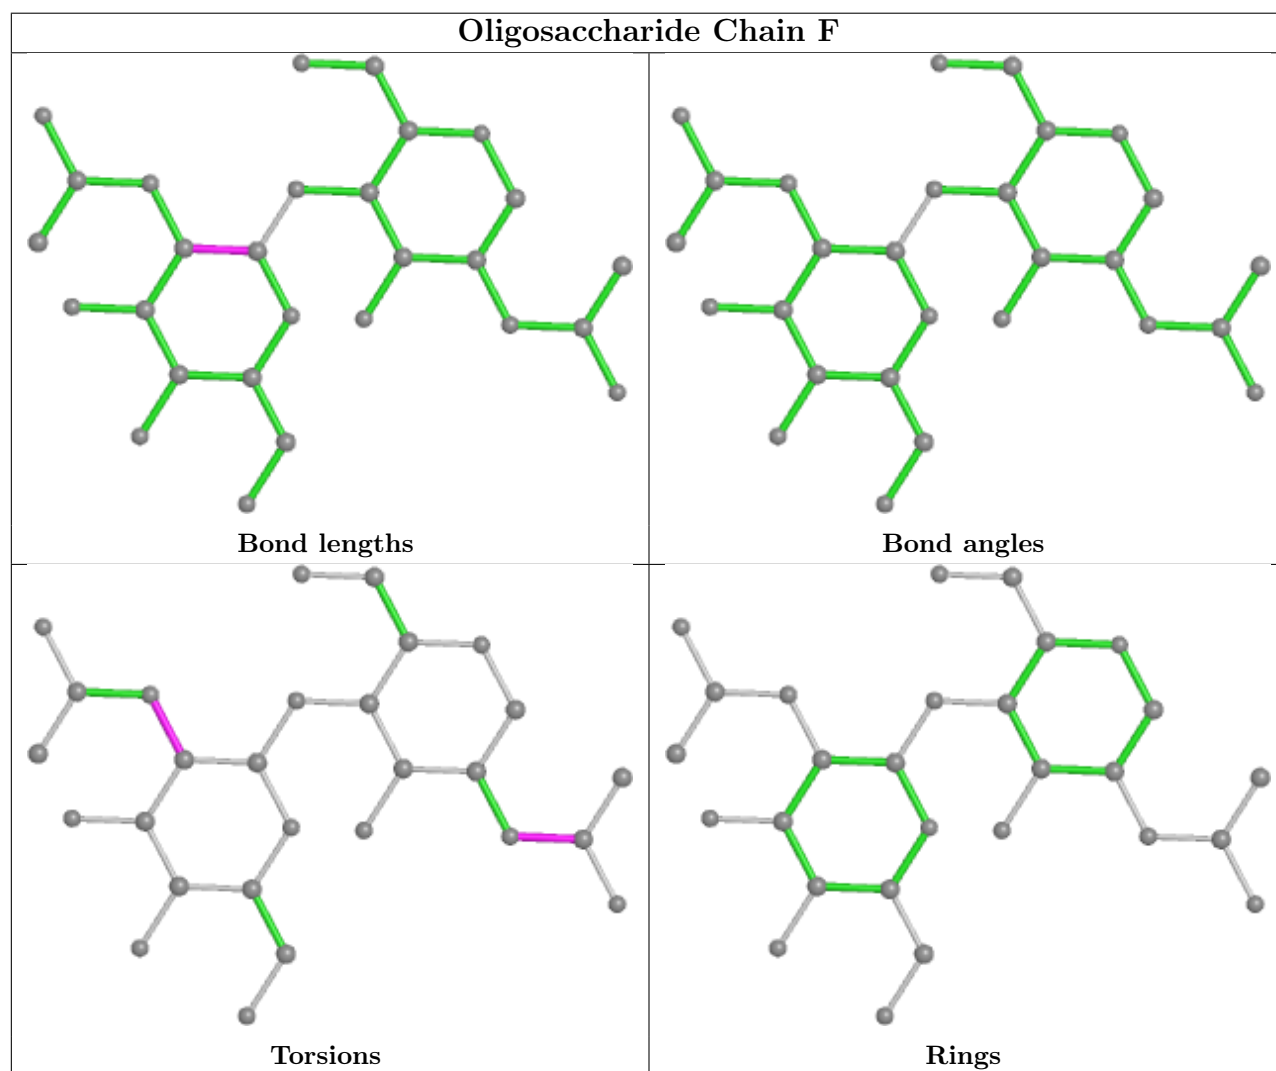 Oligosaccharide Chain F
Bond lengths
Bond angles
Torsions
Rings